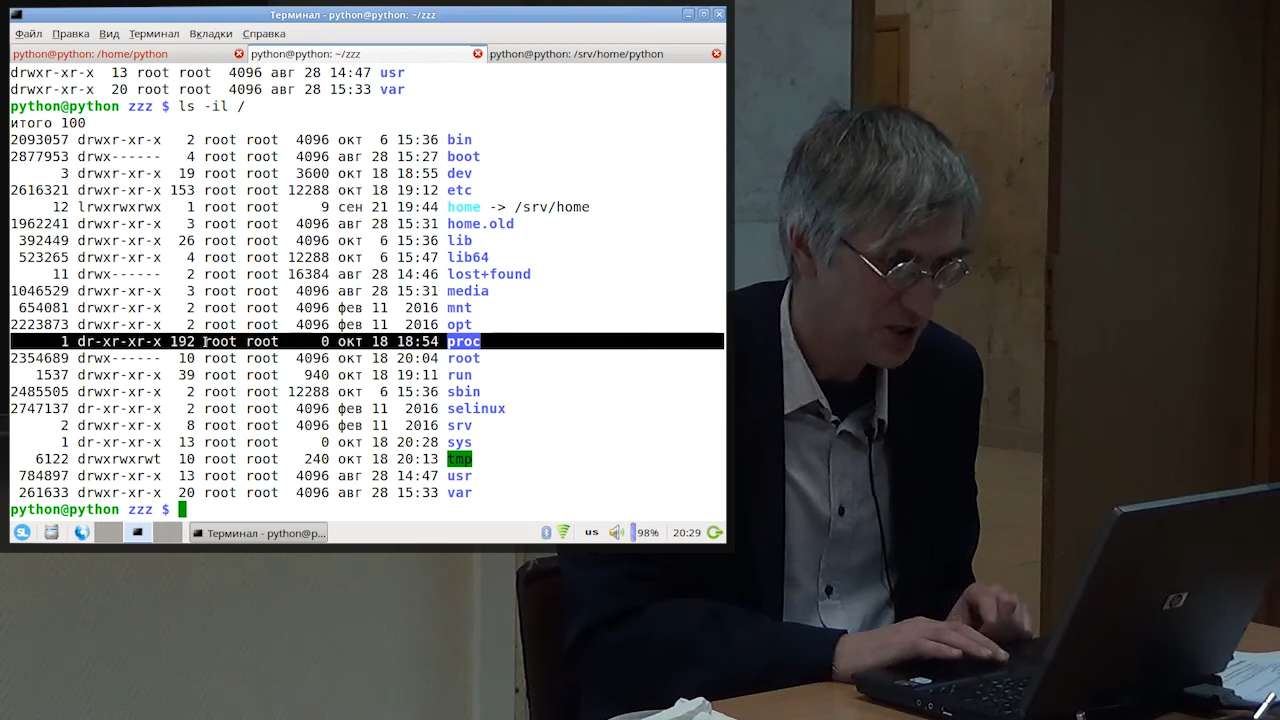 Терминал - python@python: ~/zzz
Файл Правка Вид Терминал Вкладки Справка
python@python: /home/python python@python: ~/zzz python@python: /srv/home/python
drwxr-xr-x 13 root root 4096 авг 28 14:47 usr
drwxr-xr-x 20 root root 4096 авг 28 15:33 var
python@python zzz $ ls -il /
итого 100
2093057 drwxr-xr-x 2 root root 4096 окт 6 15:36 bin
2877953 drwx------ 4 root root 4096 авг 28 15:27 boot
3 drwxr-xr-x 19 root root 3600 окт 18 18:55 dev
2616321 drwxr-xr-x 153 root root 12288 окт 18 19:12 etc
12 lrwxrwxrwx 1 root root 9 сен 21 19:44 home -> /srv/home
1962241 drwxr-xr-x 3 root root 4096 авг 28 15:31 home.old
392449 drwxr-xr-x 26 root root 4096 окт 6 15:36 lib
523265 drwxr-xr-x 4 root root 12288 окт 6 15:47 lib64
11 drwx------ 2 root root 16384 авг 28 14:46 lost+found
1046529 drwxr-xr-x 3 root root 4096 авг 28 15:31 media
654081 drwxr-xr-x 2 root root 4096 фев 11 2016 mnt
2223873 drwxr-xr-x 2 root root 4096 фев 11 2016 opt
1 dr-xr-xr-x 192 root root 0 окт 18 18:54 proc
2354689 drwx------ 10 root root 4096 окт 18 20:04 root
1537 drwxr-xr-x 39 root root 940 окт 18 19:11 run
2485505 drwxr-xr-x 2 root root 12288 окт 6 15:36 sbin
2747137 dr-xr-xr-x 2 root root 4096 фев 11 2016 selinux
2 drwxr-xr-x 8 root root 4096 фев 11 2016 srv
1 dr-xr-xr-x 13 root root 0 окт 18 20:28 sys
6122 drwxrwxrwt 10 root root 240 окт 18 20:13 tmp
784897 drwxr-xr-x 13 root root 4096 авг 28 14:47 usr
261633 drwxr-xr-x 20 root root 4096 авг 28 15:33 var
python@python zzz $
Терминал - python@p... us 98% 20:29
hp